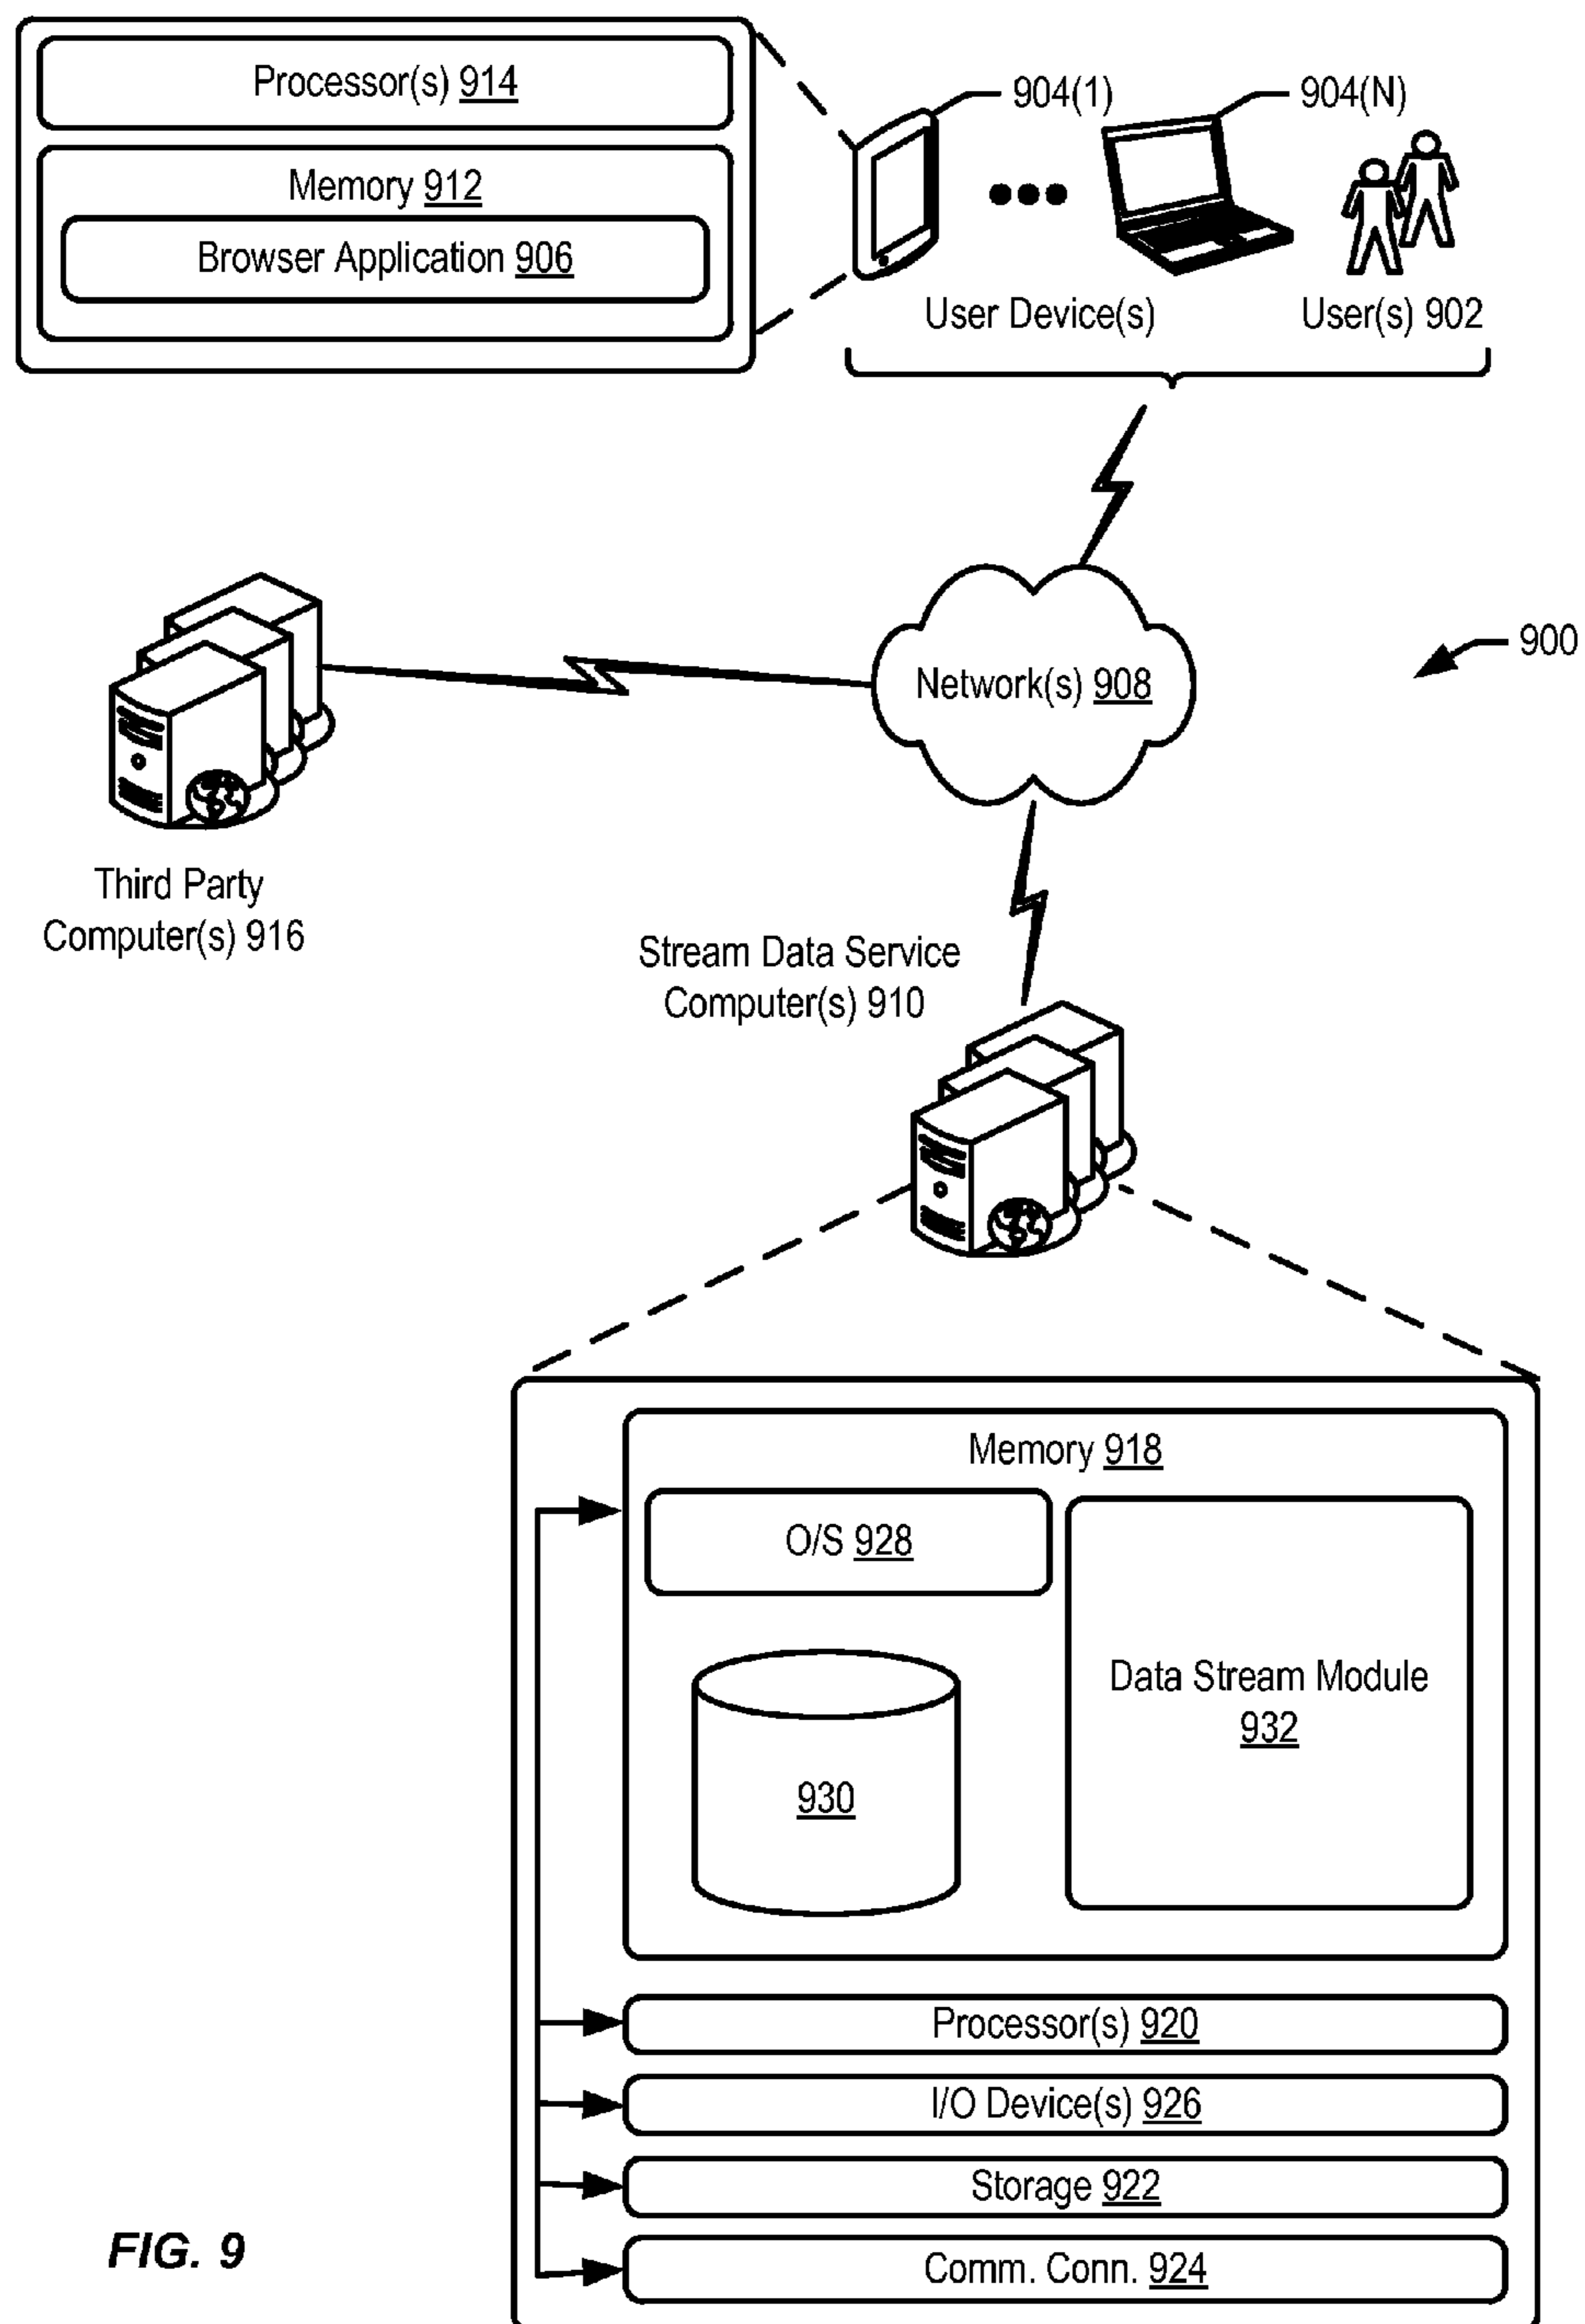 Processor(s) 914
Memory 912
Browser Application 906
904(1)
904(N)
User Device(s)
User(s) 902
900
Network(s) 908
Third Party
Computer(s) 916
Stream Data Service
Computer(s) 910
Memory 918
O/S 928
Data Stream Module
932
930
Processor(s) 920
I/O Device(s) 926
Storage 922
Comm. Conn. 924
FIG. 9